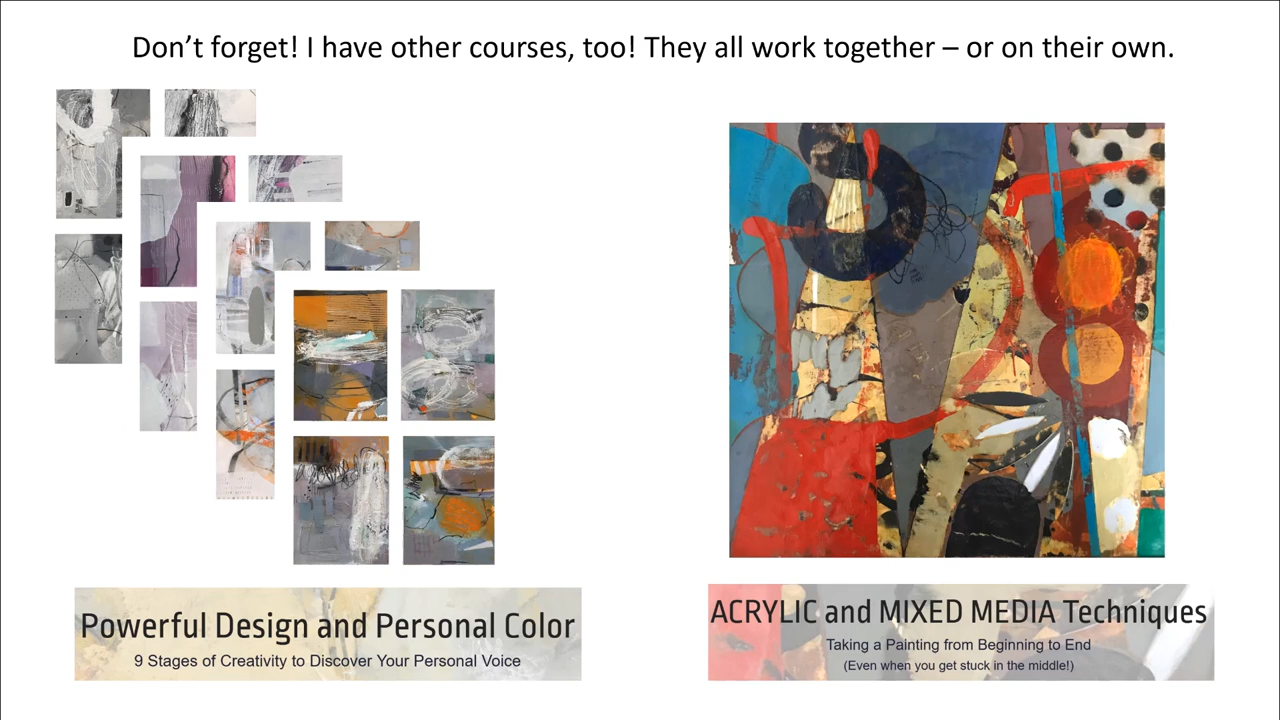 Don’t forget! I have other courses, too! They all work together – or on their own.
Powerful Design and Personal Color
9 Stages of Creativity to Discover Your Personal Voice
ACRYLIC and MIXED MEDIA Techniques
Taking a Painting from Beginning to End
(Even when you get stuck in the middle!)